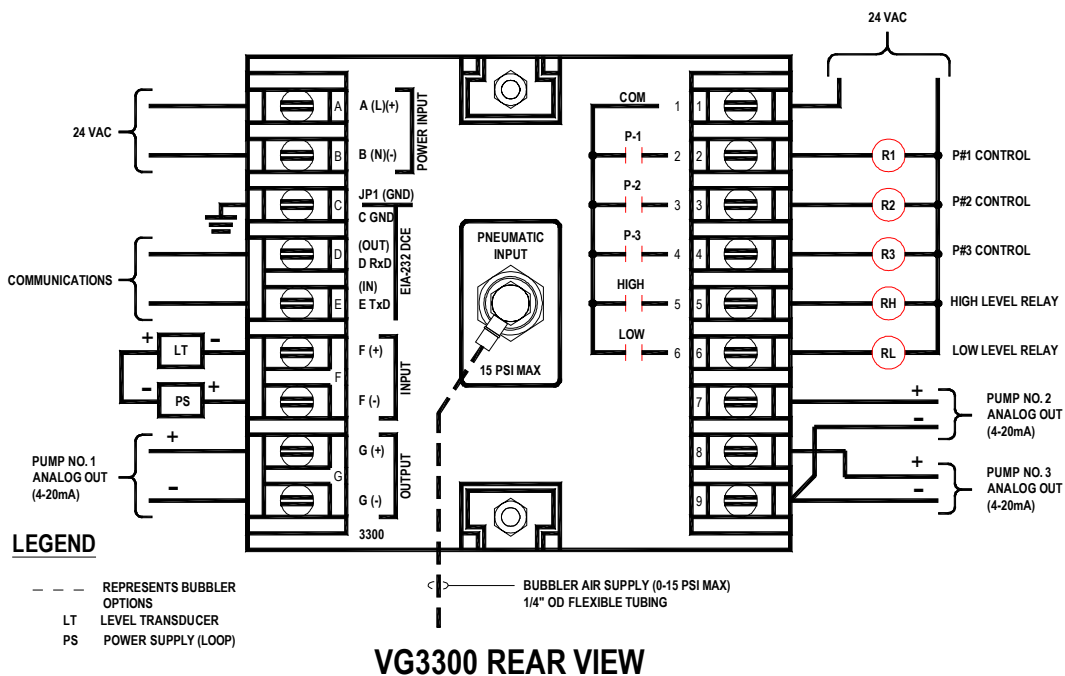 24 VAC
24 VAC
A
A (L)(+)
B
B (N)(-)
POWER INPUT
C
JP1 (GND)
C GND
COMMUNICATIONS
D
(OUT)
D RxD
E
(IN)
E TxD
EIA-232 DCE
+
LT
-
-
PS
+
F (+)
F
F (-)
INPUT
PUMP NO. 1
ANALOG OUT
(4-20mA)
+
-
G (+)
G
G (-)
OUTPUT
3300
PNEUMATIC
INPUT
15 PSI MAX
COM
1
1
P-1
2
2
R1
P#1 CONTROL
P-2
3
3
R2
P#2 CONTROL
P-3
4
4
R3
P#3 CONTROL
HIGH
5
5
RH
HIGH LEVEL RELAY
LOW
6
6
RL
LOW LEVEL RELAY
7
+
-
PUMP NO. 2
ANALOG OUT
(4-20mA)
8
9
+
-
PUMP NO. 3
ANALOG OUT
(4-20mA)
LEGEND
REPRESENTS BUBBLER
OPTIONS
LT LEVEL TRANSDUCER
PS POWER SUPPLY (LOOP)
BUBBLER AIR SUPPLY (0-15 PSI MAX)
1/4" OD FLEXIBLE TUBING
VG3300 REAR VIEW